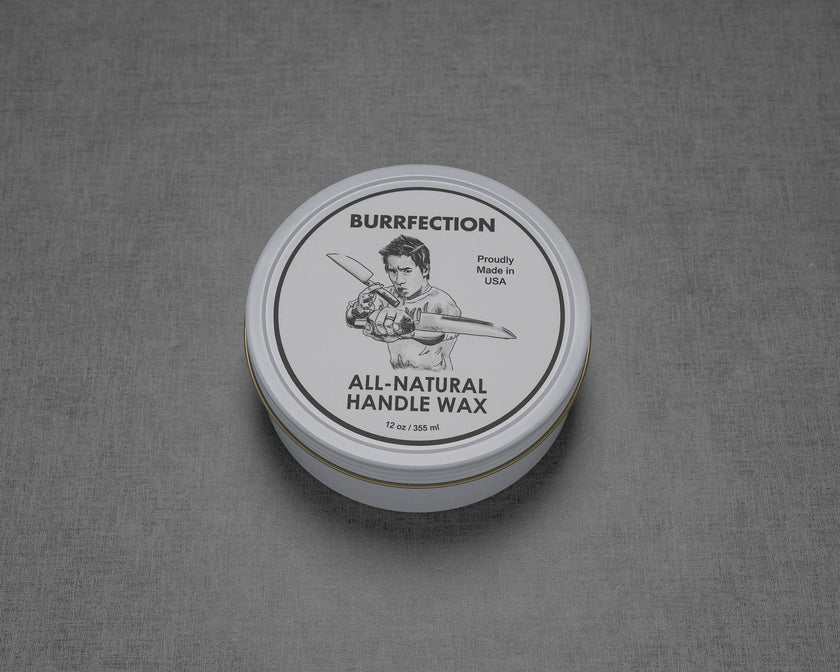 BURRFECTION
Proudly
Made in
USA
ALL-NATURAL
HANDLE WAX
12 oz / 355 ml